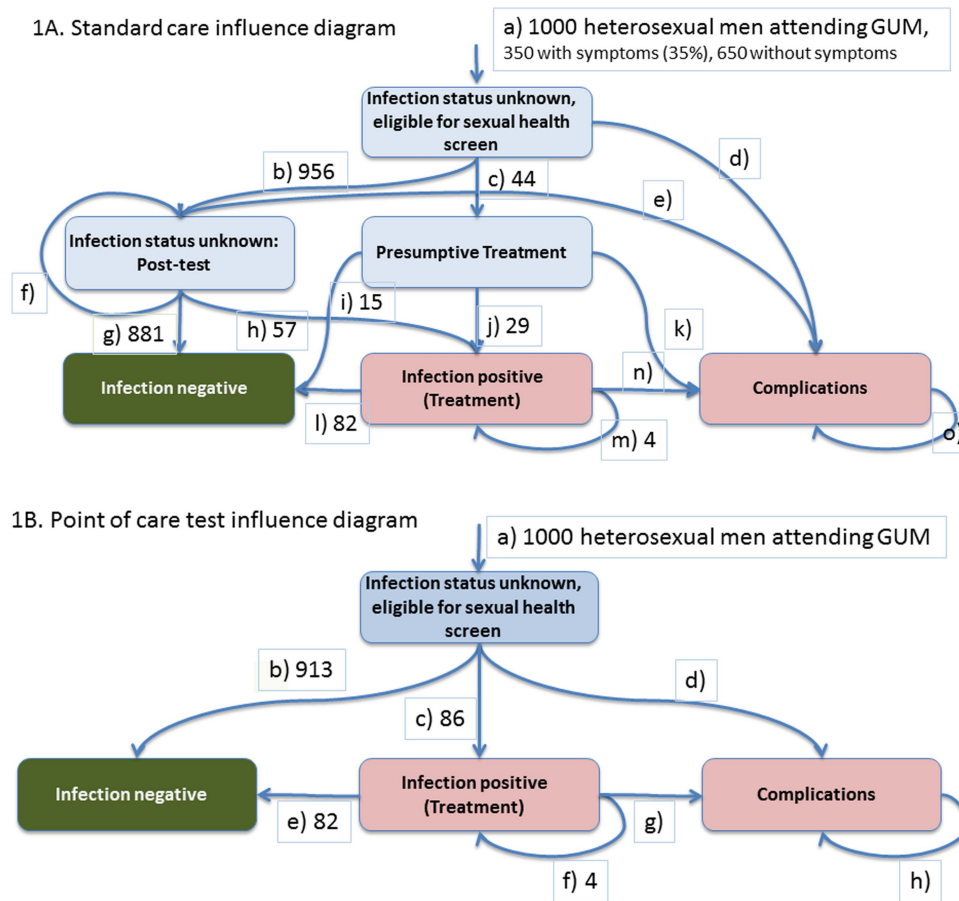 1A. Standard care influence diagram
a) 1000 heterosexual men attending GUM,
350 with symptoms (35%), 650 without symptoms
Infection status unknown,
eligible for sexual health
screen
b) 956
c) 44
d)
e)
Infection status unknown:
Post-test
Presumptive Treatment
f)
g) 881
h) 57
i) 15
j) 29
k)
n)
Infection negative
Infection positive
(Treatment)
Complications
l) 82
m) 4
o)
1B. Point of care test influence diagram
a) 1000 heterosexual men attending GUM
Infection status unknown,
eligible for sexual health
screen
b) 913
c) 86
d)
Infection negative
Infection positive
(Treatment)
Complications
e) 82
g)
f) 4
h)